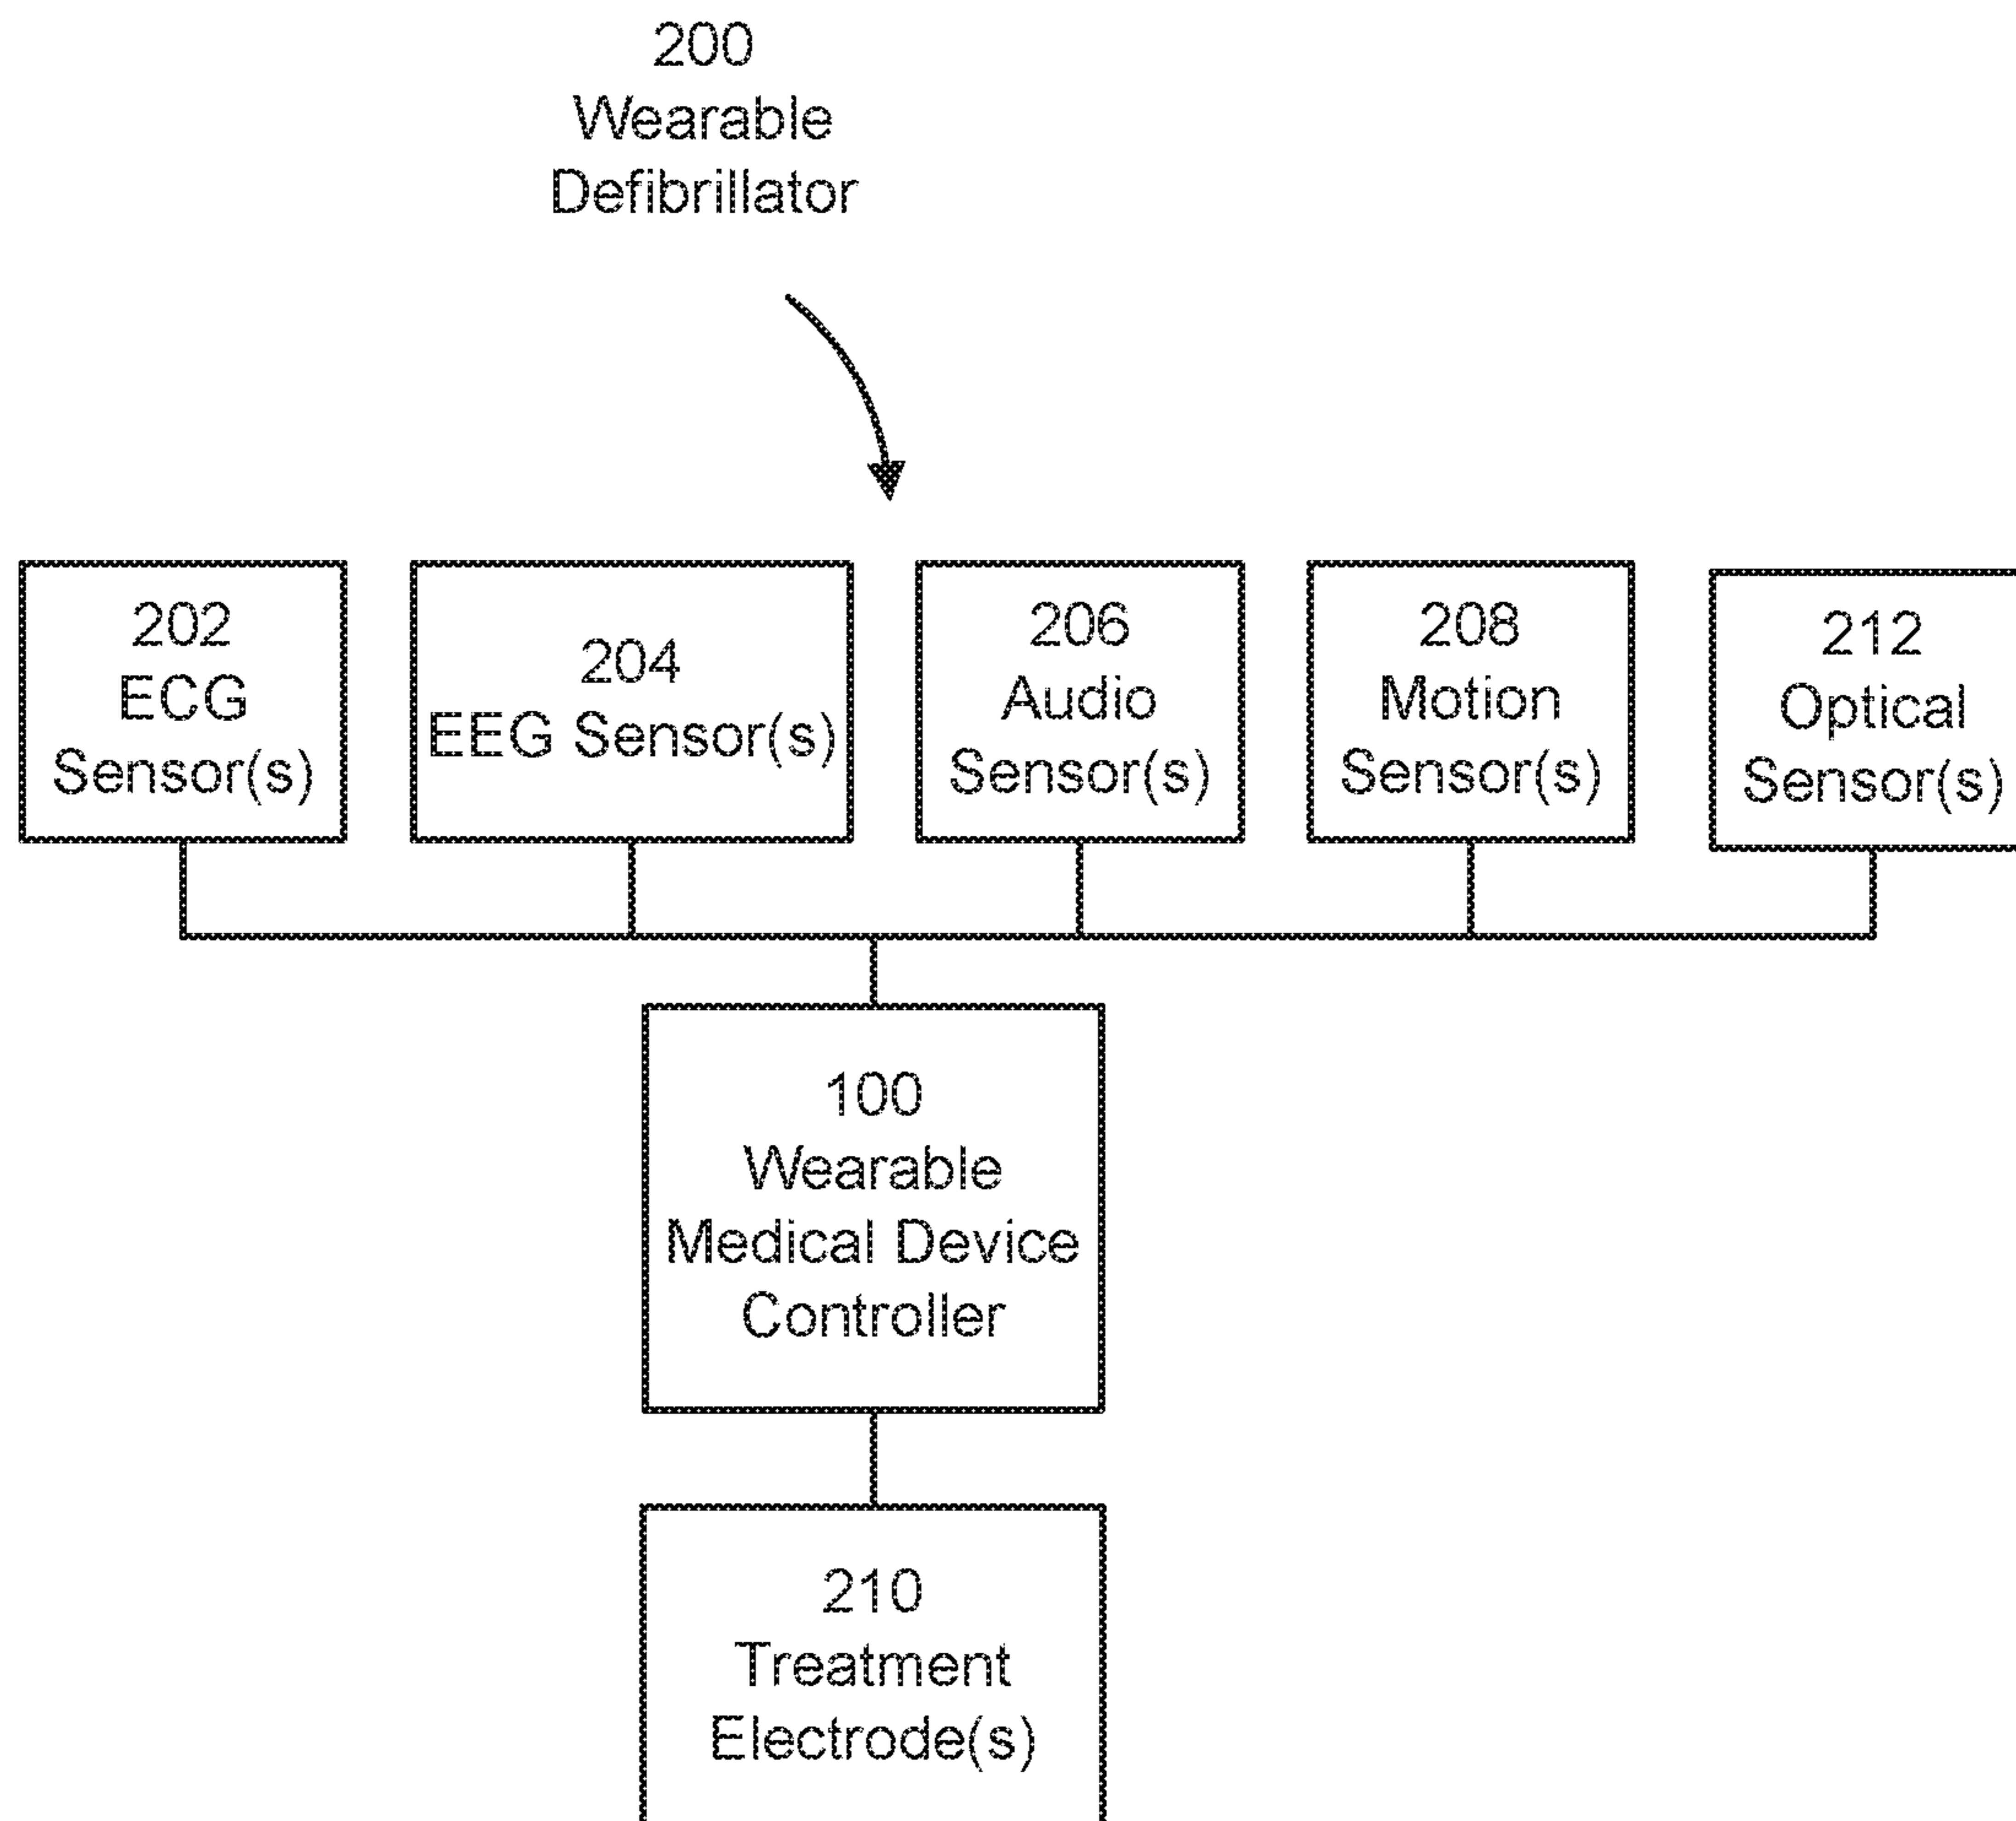 200
Wearable
Defibrillator
202
ECG
Sensor(s)
204
EEG Sensor(s)
206
Audio
Sensor(s)
208
Motion
Sensor(s)
212
Optical
Sensor(s)
100
Wearable
Medical Device
Controller
210
Treatment
Electrode(s)